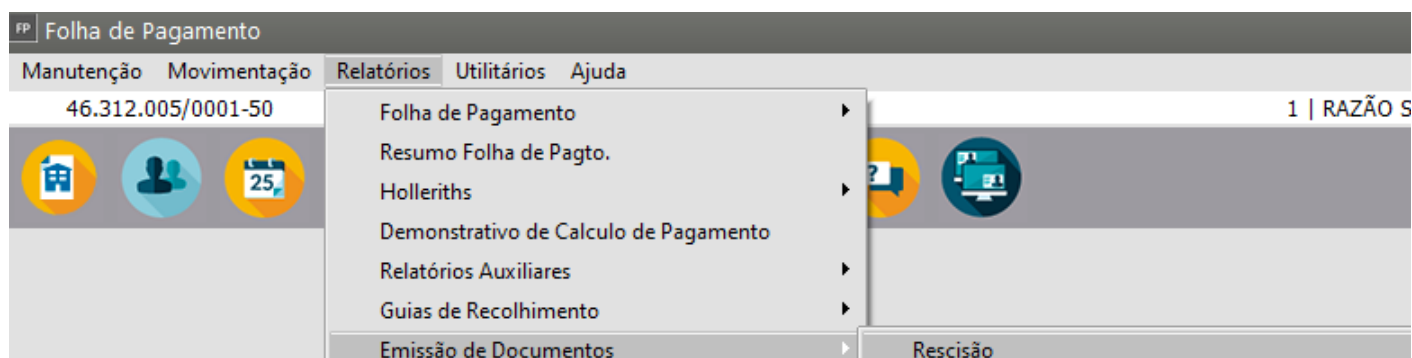 FP Folha de Pagamento
Manutenção Movimentação Relatórios Utilitários Ajuda
46.312.005/0001-50 1 | RAZÃO S
Folha de Pagamento
Resumo Folha de Pagto.
25
?
Holleriths
Demonstrativo de Calculo de Pagamento
Relatórios Auxiliares
Guias de Recolhimento
Emissão de Documentos Rescisão